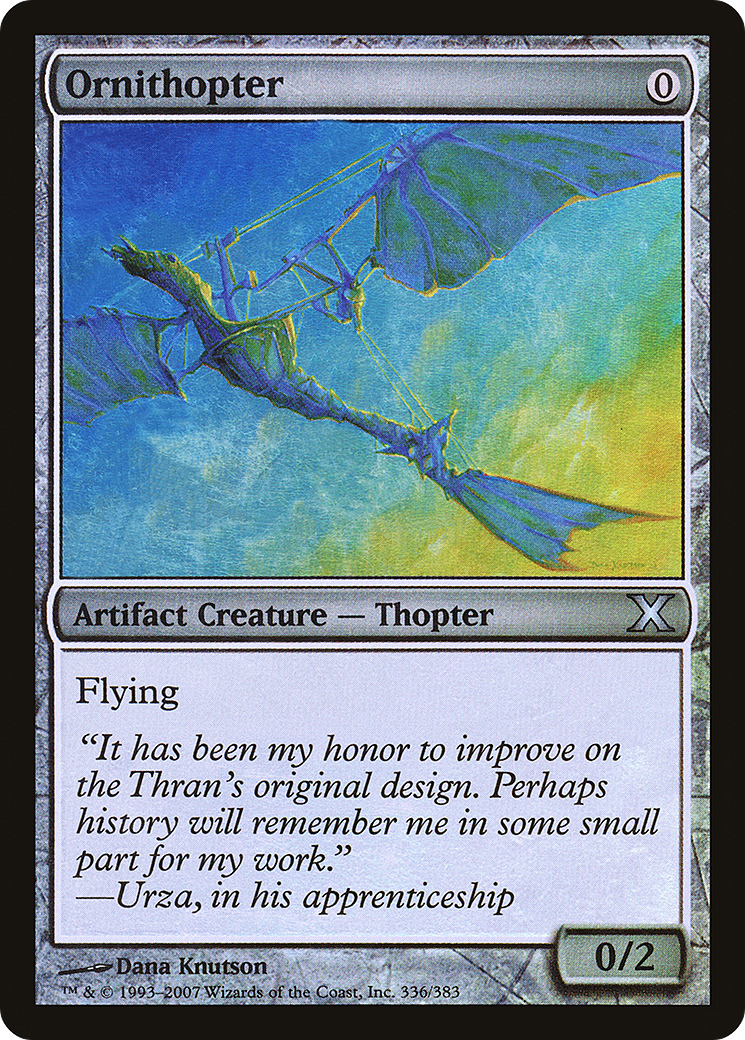 Ornithopter 0
Artifact Creature — Thopter
Flying
“It has been my honor to improve on
the Thran’s original design. Perhaps
history will remember me in some small
part for my work.”
—Urza, in his apprenticeship
0/2
Dana Knutson
™ & © 1993–2007 Wizards of the Coast, Inc. 336/383